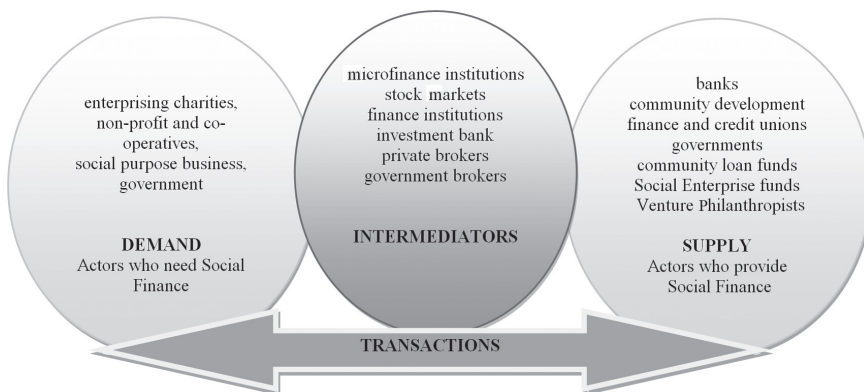 enterprising charities,
non-profit and co-
operatives,
social purpose business,
government
DEMAND
Actors who need Social
Finance
microfinance institutions
stock markets
finance institutions
investment bank
private brokers
government brokers
INTERMEDIATORS
banks
community development
finance and credit unions
governments
community loan funds
Social Enterprise funds
Venture Philanthropists
SUPPLY
Actors who provide
Social Finance
TRANSACTIONS